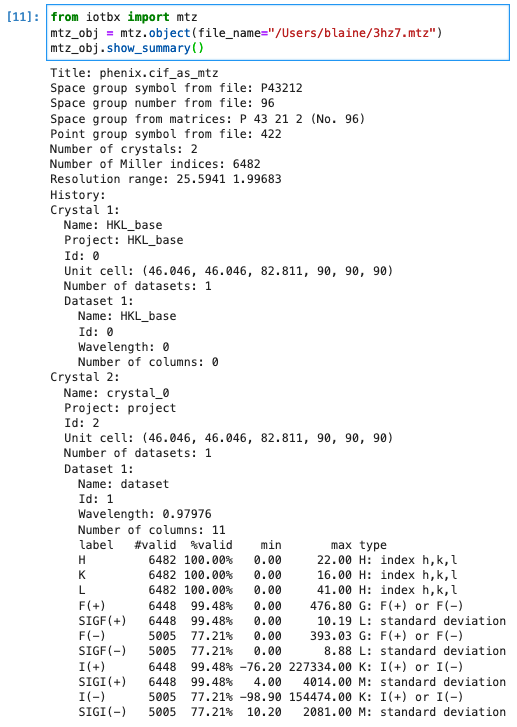 [11]: from iotbx import mtz
mtz_obj = mtz.object(file_name="/Users/blaine/3hz7.mtz")
mtz_obj.show_summary()
Title: phenix.cif_as_mtz
Space group symbol from file: P43212
Space group number from file: 96
Space group from matrices: P 43 21 2 (No. 96)
Point group symbol from file: 422
Number of crystals: 2
Number of Miller indices: 6482
Resolution range: 25.5941 1.99683
History:
Crystal 1:
  Name: HKL_base
  Project: HKL_base
  Id: 0
  Unit cell: (46.046, 46.046, 82.811, 90, 90, 90)
  Number of datasets: 1
  Dataset 1:
    Name: HKL_base
    Id: 0
    Wavelength: 0
    Number of columns: 0
Crystal 2:
  Name: crystal_0
  Project: project
  Id: 2
  Unit cell: (46.046, 46.046, 82.811, 90, 90, 90)
  Number of datasets: 1
  Dataset 1:
    Name: dataset
    Id: 1
    Wavelength: 0.97976
    Number of columns: 11
    label   #valid  %valid    min       max type
    H         6482 100.00%   0.00     22.00 H: index h,k,l
    K         6482 100.00%   0.00     16.00 H: index h,k,l
    L         6482 100.00%   0.00     41.00 H: index h,k,l
    F(+)      6448  99.48%   0.00    476.80 G: F(+) or F(-)
    SIGF(+)   6448  99.48%   0.00     10.19 L: standard deviation
    F(-)      5005  77.21%   0.00    393.03 G: F(+) or F(-)
    SIGF(-)   5005  77.21%   0.00      8.88 L: standard deviation
    I(+)      6448  99.48% -76.20 227334.00 K: I(+) or I(-)
    SIGI(+)   6448  99.48%   4.00   4014.00 M: standard deviation
    I(-)      5005  77.21% -98.90 154474.00 K: I(+) or I(-)
    SIGI(-)   5005  77.21%  10.20   2081.00 M: standard deviation